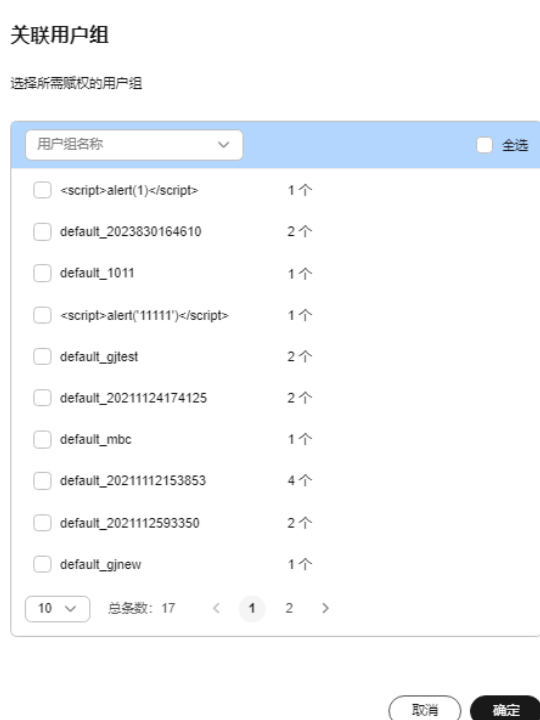 关联用户组
选择所需赋权的用户组
用户组名称 全选
<script>alert(1)</script> 1 个
default_2023830164610 2 个
default_1011 1 个
<script>alert('11111')</script> 1 个
default_gjtest 2 个
default_20211124174125 2 个
default_mbc 1 个
default_20211112153853 4 个
default_2021112593350 2 个
default_gjnew 1 个
10 总条数: 17 1 2
取消 确定